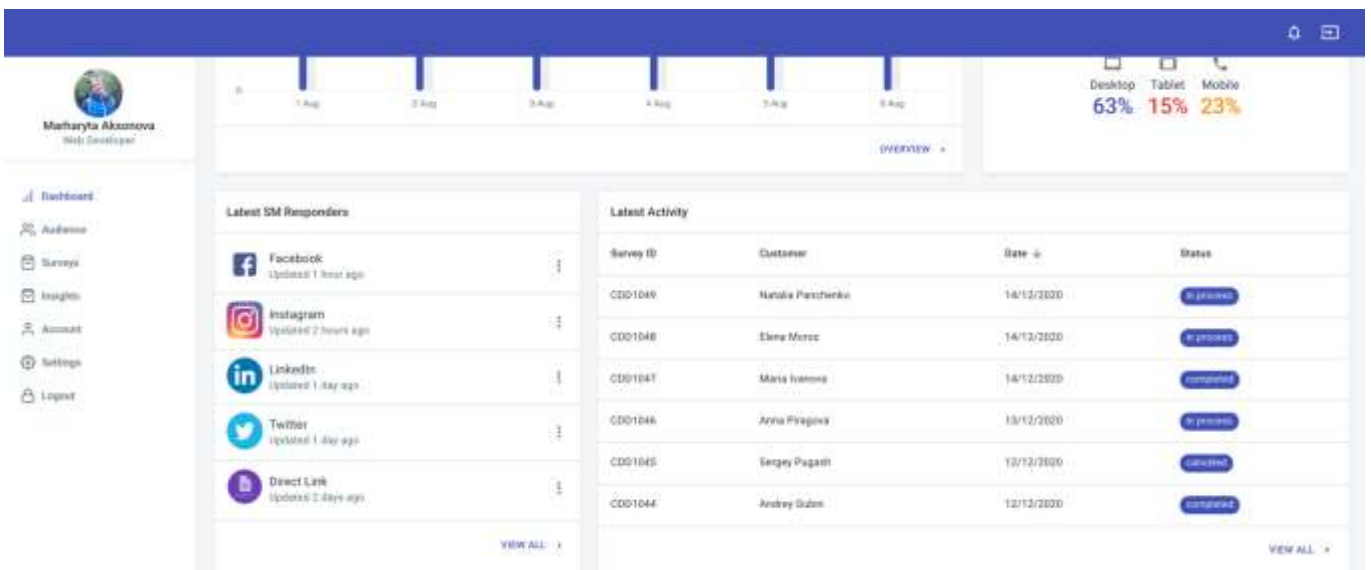 Desktop Tablet Mobile
63% 15% 23%
0
1 Aug 2 Aug 3 Aug 4 Aug 5 Aug 6 Aug
OVERVIEW
Marharyta Aksonova
Web Developer
Dashboard
Audience
Surveys
Insights
Account
Settings
Logout
Latest SM Responders
Facebook
Updated 1 hour ago
Instagram
Updated 2 hours ago
LinkedIn
Updated 1 day ago
Twitter
Updated 1 day ago
Direct Link
Updated 2 days ago
VIEW ALL
Latest Activity
Survey ID Customer Date Status
CDD1049 Natalia Panchenko 14/12/2020 in process
CDD1048 Elena Moroz 14/12/2020 in process
CDD1047 Maria Ivanova 14/12/2020 completed
CDD1046 Anna Piragova 13/12/2020 in process
CDD1045 Sergey Pugash 12/12/2020 canceled
CDD1044 Andrey Gubin 12/12/2020 completed
VIEW ALL